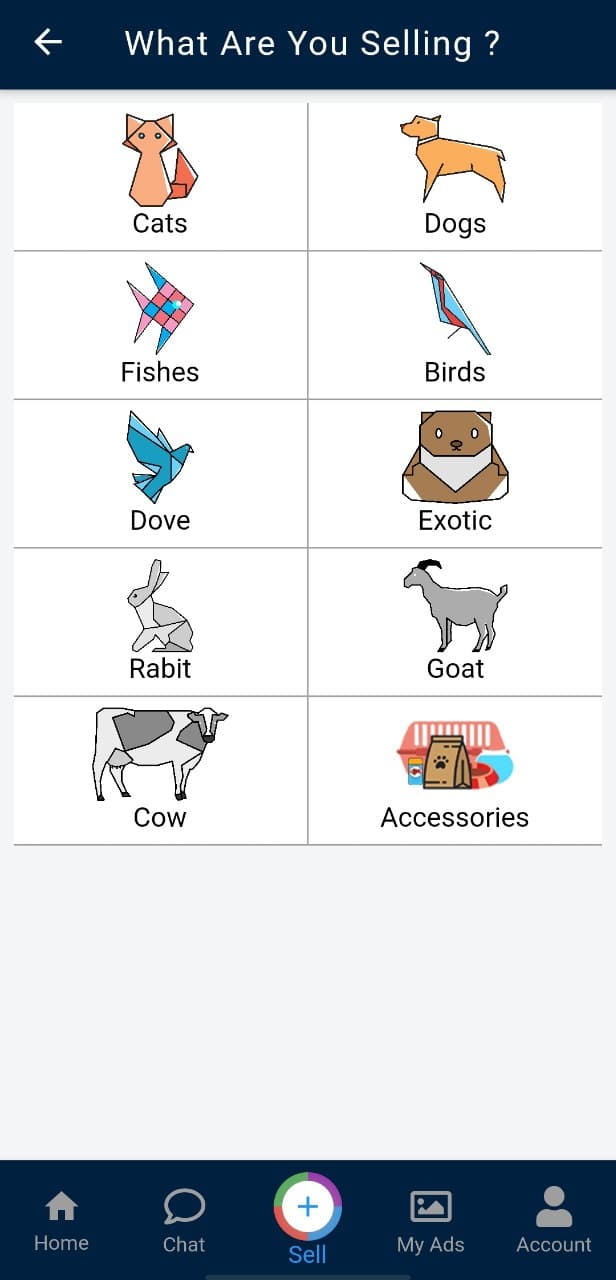 What Are You Selling ?
Cats
Dogs
Fishes
Birds
Dove
Exotic
Rabit
Goat
Cow
Accessories
Home
Chat
Sell
My Ads
Account